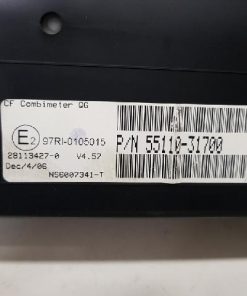 CF Combimeter QG
E2 97RI-0105015
P/N 55110-31700
28113427-0 V4.57
Dec/4/06
NS6007341-T